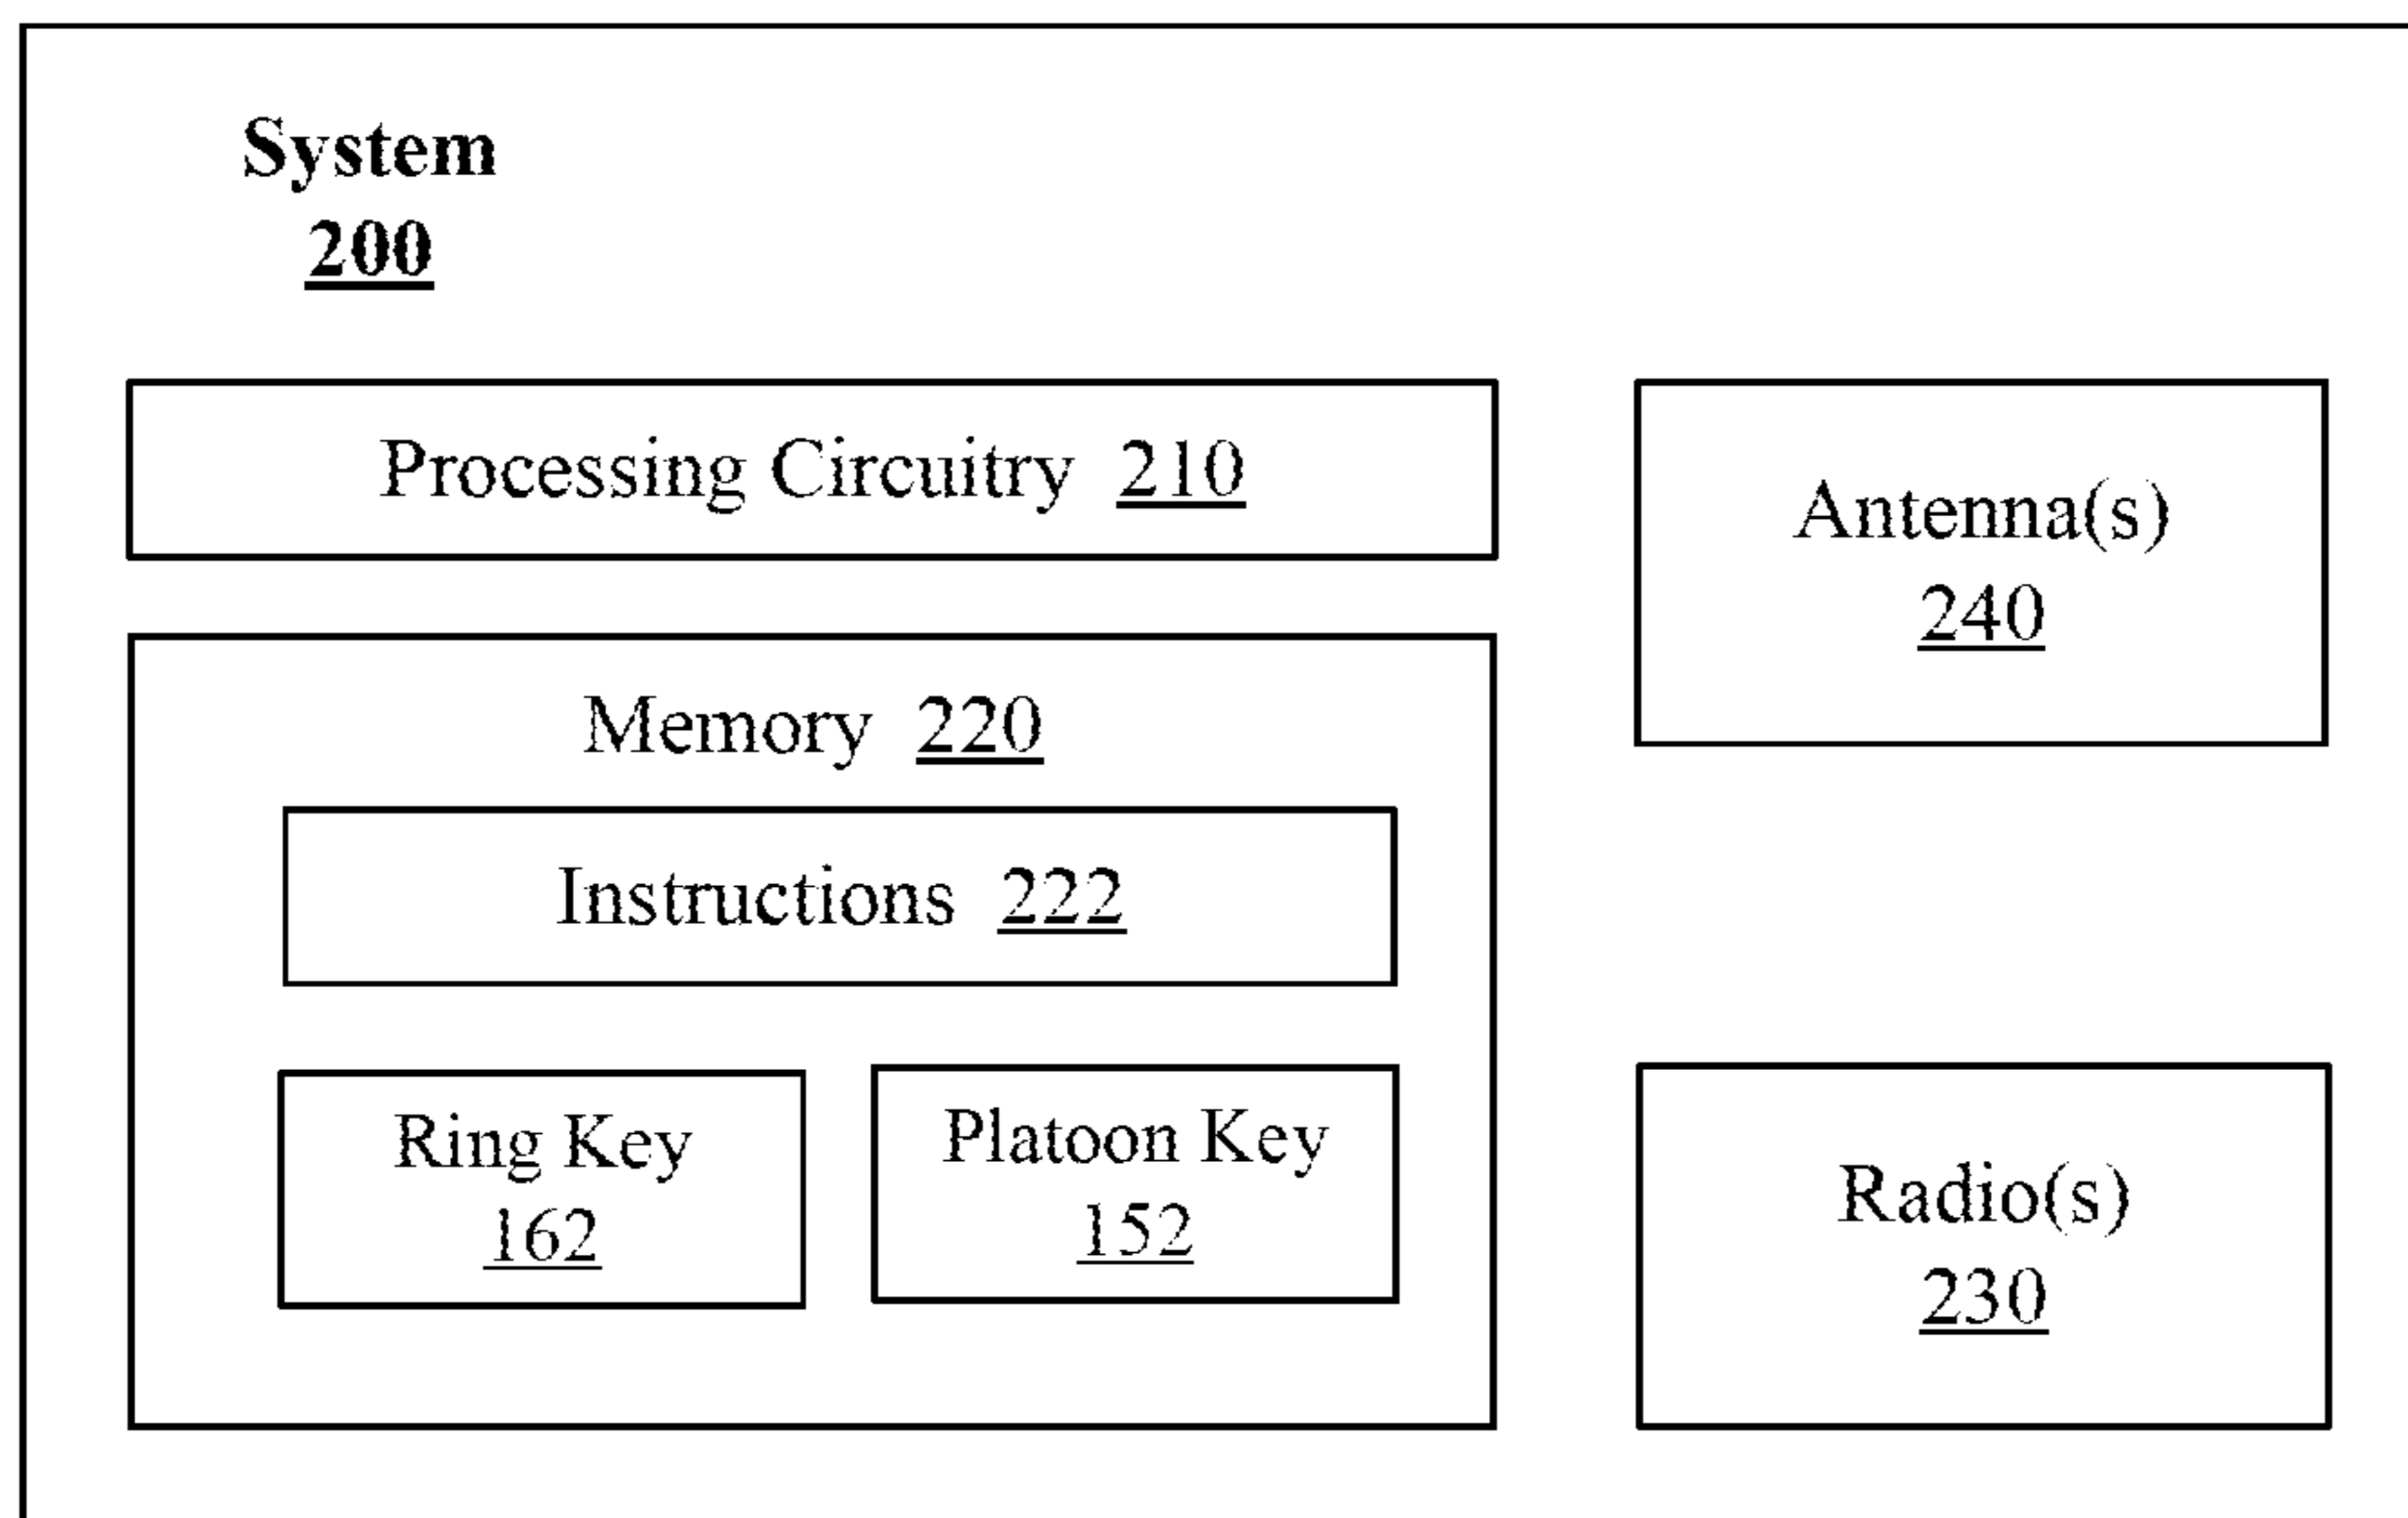 System
200
Processing Circuitry 210
Antenna(s)
240
Memory 220
Instructions 222
Ring Key
162
Platoon Key
152
Radio(s)
230